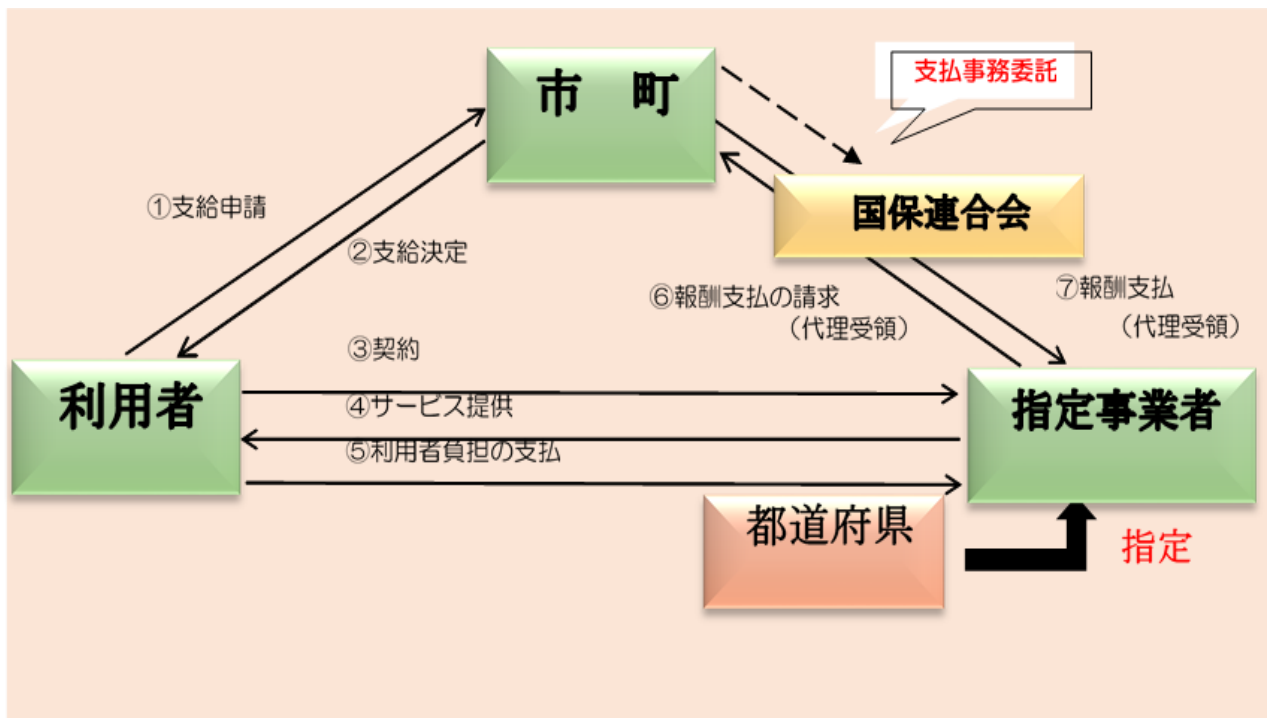 市　町
支払事務委託
①支給申請
国保連合会
②支給決定
⑥報酬支払の請求
（代理受領）
⑦報酬支払
（代理受領）
③契約
利用者
④サービス提供
指定事業者
⑤利用者負担の支払
都道府県
指定